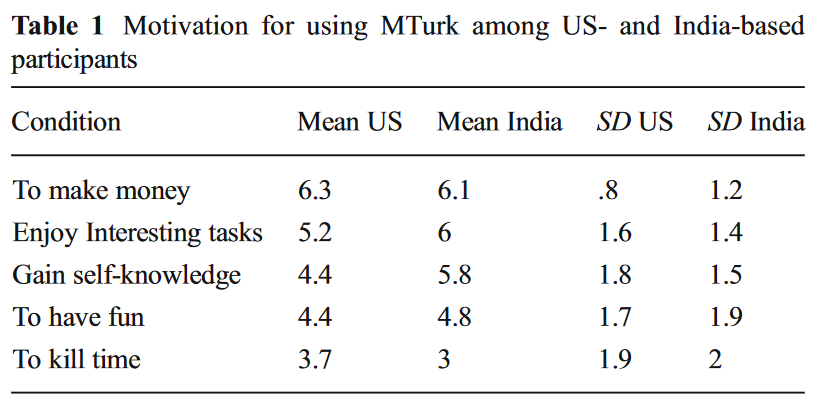 Table 1 Motivation for using MTurk among US- and India-based
participants
Condition Mean US Mean India SD US SD India
To make money 6.3 6.1 .8 1.2
Enjoy Interesting tasks 5.2 6 1.6 1.4
Gain self-knowledge 4.4 5.8 1.8 1.5
To have fun 4.4 4.8 1.7 1.9
To kill time 3.7 3 1.9 2